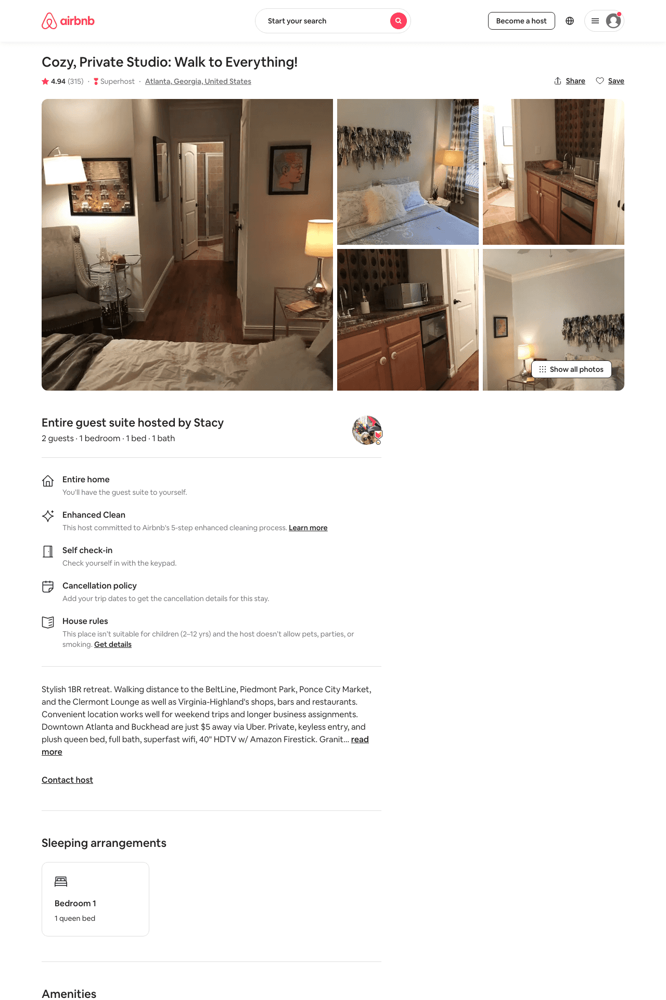 airbnb
Start your search
Become a host
Cozy, Private Studio: Walk to Everything!
4.94 (315) · Superhost · Atlanta, Georgia, United States
Share
Save
Show all photos
Entire guest suite hosted by Stacy
2 guests · 1 bedroom · 1 bed · 1 bath
Entire home
You’ll have the guest suite to yourself.
Enhanced Clean
This host committed to Airbnb's 5-step enhanced cleaning process. Learn more
Self check-in
Check yourself in with the keypad.
Cancellation policy
Add your trip dates to get the cancellation details for this stay.
House rules
This place isn’t suitable for children (2–12 yrs) and the host doesn’t allow pets, parties, or
smoking. Get details
Stylish 1BR retreat. Walking distance to the BeltLine, Piedmont Park, Ponce City Market,
and the Clermont Lounge as well as Virginia-Highland's shops, bars and restaurants.
Convenient location works well for weekend trips and longer business assignments.
Downtown Atlanta and Buckhead are just $5 away via Uber. Private, keyless entry, and
plush queen bed, full bath, superfast wifi, 40" HDTV w/ Amazon Firestick. Granit... read
more
Contact host
Sleeping arrangements
Bedroom 1
1 queen bed
Amenities